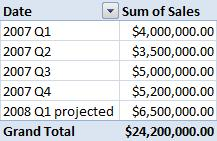 Date Sum of Sales
2007 Q1 $4,000,000.00
2007 Q2 $3,500,000.00
2007 Q3 $5,000,000.00
2007 Q4 $5,200,000.00
2008 Q1 projected $6,500,000.00
Grand Total $24,200,000.00